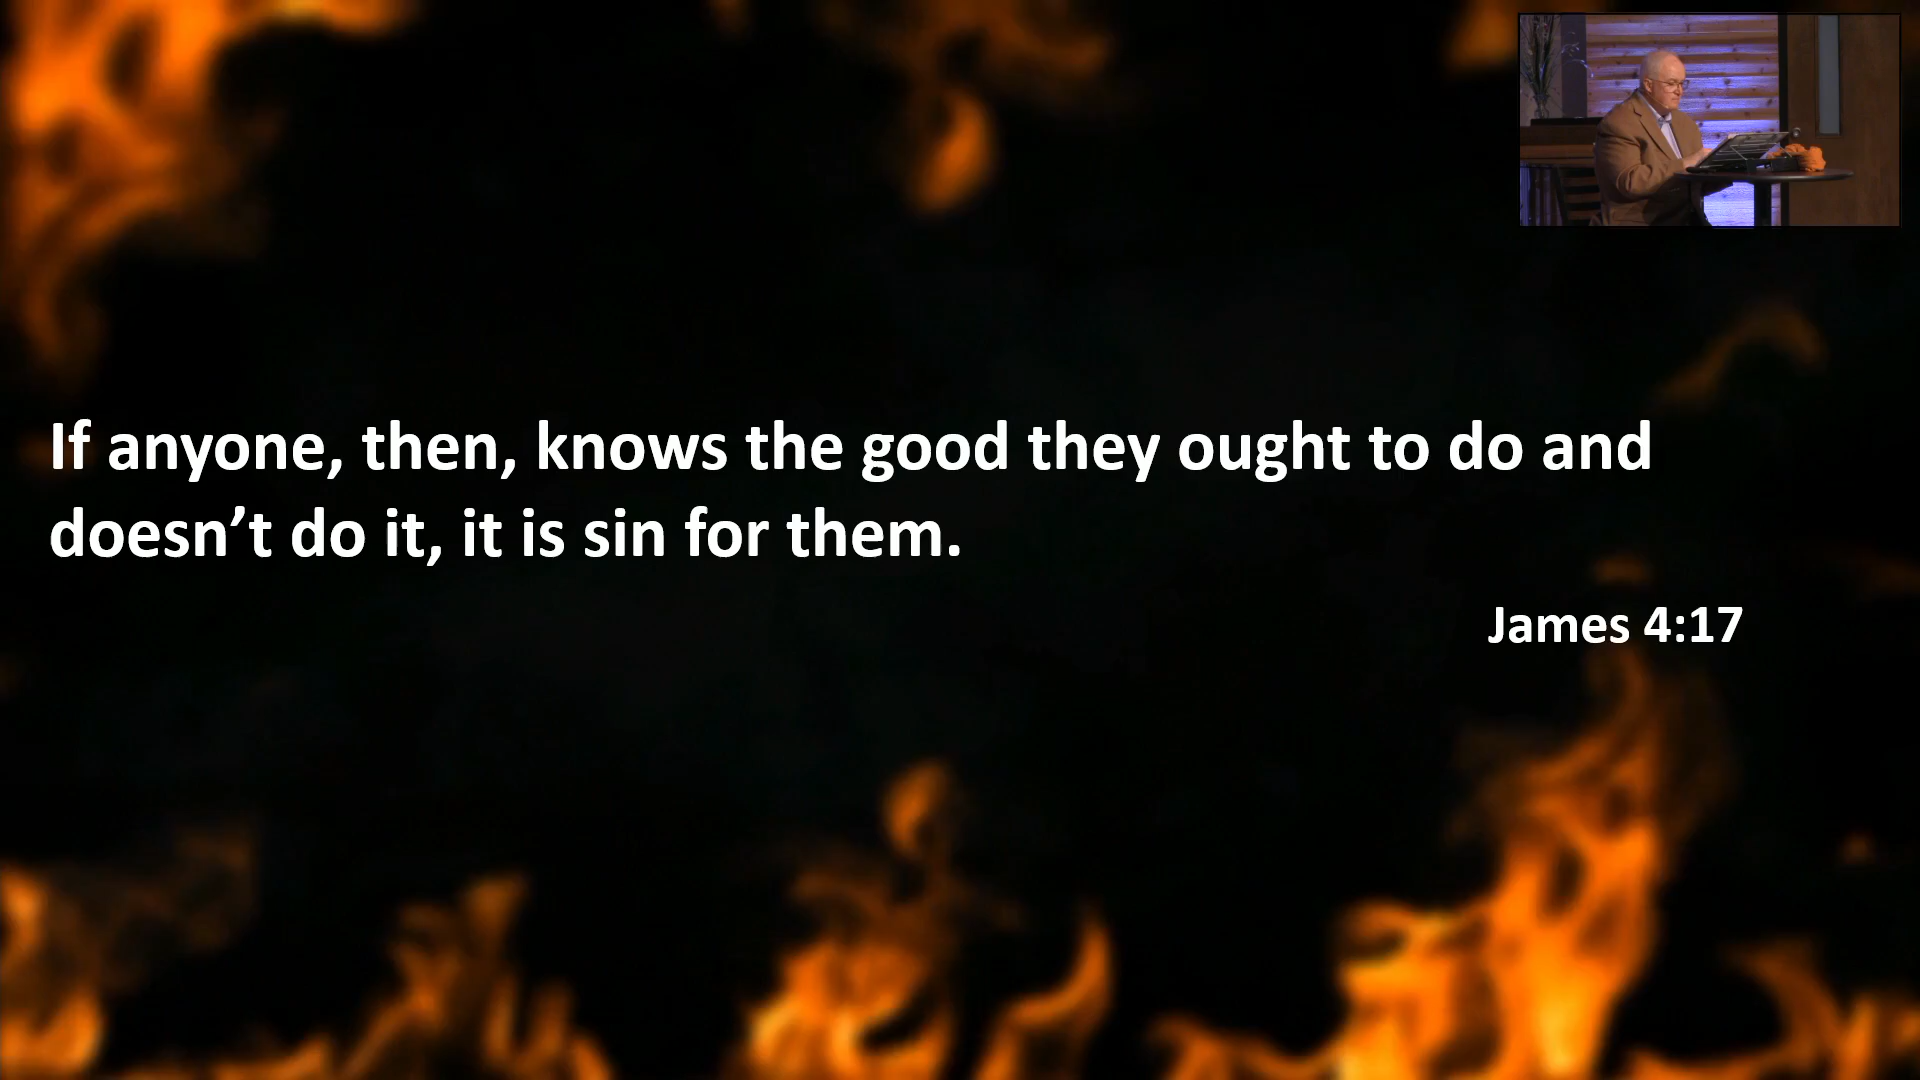 If anyone, then, knows the good they ought to do and
doesn’t do it, it is sin for them.
James 4:17